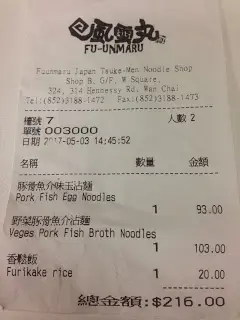 風雲丸
FU-UNMARU
Fuunmaru Japan Tsuke-Men Noodle Shop
Shop B. G/F, W Square,
324, 314 Hennessy Rd. Wan Chai
Tel:(852)3188-1472 Fax:(852)3188-1473
檯號 7 人數 2
單號 003000
日期 2017-05-03 14:45:52
名稱 數量 金額
豚骨魚介味玉沾麵
Pork Fish Egg Noodles
1 93.00
野菜豚骨魚介沾麵
Veges Pork Fish Broth Noodles
1 103.00
香鬆飯
Furikake rice 1 20.00
總金額:$216.00